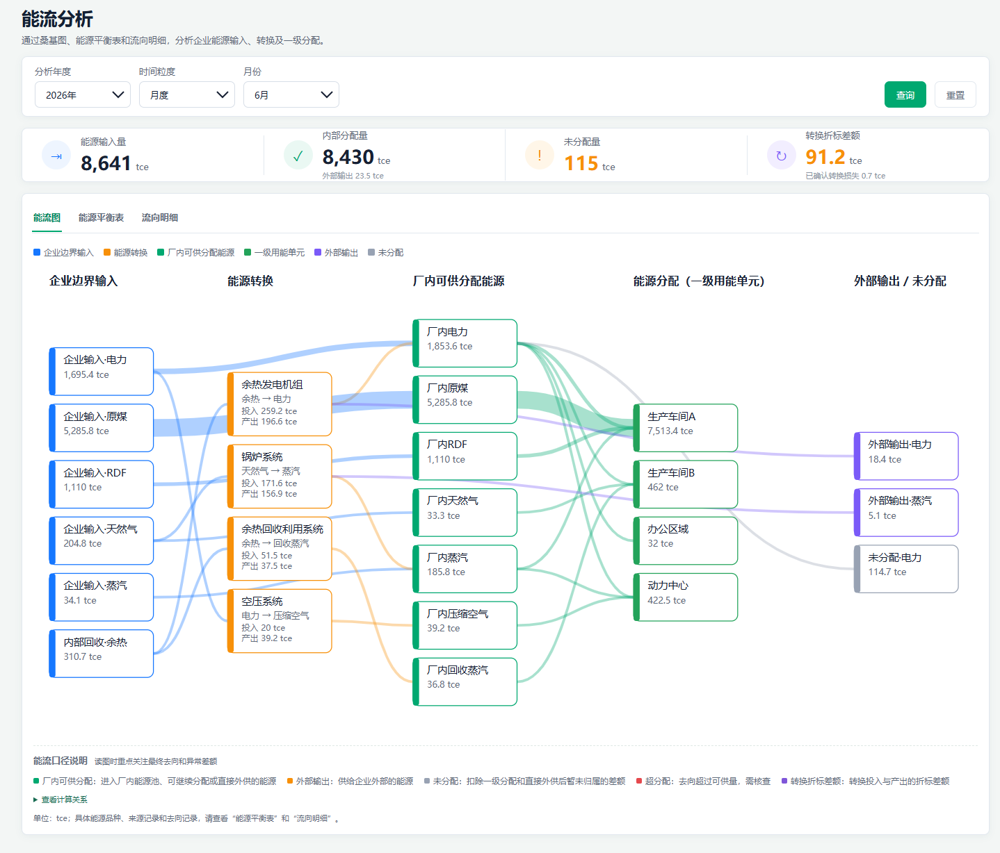 能流分析
通过桑基图、能源平衡表和流向明细，分析企业能源输入、转换及一级分配。
分析年度 时间粒度 月份
2026年 月度 6月 查询 重置
⇥ 能源输入量 8,641 tce
✓ 内部分配量 8,430 tce 外部输出 23.5 tce
! 未分配量 115 tce
↻ 转换折标差额 91.2 tce 已确认转换损失 0.7 tce
能流图 能源平衡表 流向明细
企业边界输入 能源转换 厂内可供分配能源 一级用能单元 外部输出 未分配
企业边界输入 能源转换 厂内可供分配能源 能源分配（一级用能单元） 外部输出 / 未分配
企业输入·电力
1,695.4 tce
企业输入·原煤
5,285.8 tce
企业输入·RDF
1,110 tce
企业输入·天然气
204.8 tce
企业输入·蒸汽
34.1 tce
内部回收·余热
310.7 tce
余热发电机组
余热 → 电力
投入 259.2 tce
产出 196.6 tce
锅炉系统
天然气 → 蒸汽
投入 171.6 tce
产出 156.9 tce
余热回收利用系统
余热 → 回收蒸汽
投入 51.5 tce
产出 37.5 tce
空压系统
电力 → 压缩空气
投入 20 tce
产出 39.2 tce
厂内电力
1,853.6 tce
厂内原煤
5,285.8 tce
厂内RDF
1,110 tce
厂内天然气
33.3 tce
厂内蒸汽
185.8 tce
厂内压缩空气
39.2 tce
厂内回收蒸汽
36.8 tce
生产车间A
7,513.4 tce
生产车间B
462 tce
办公区域
32 tce
动力中心
422.5 tce
外部输出·电力
18.4 tce
外部输出·蒸汽
5.1 tce
未分配·电力
114.7 tce
能流口径说明 读图时重点关注最终去向和异常差额
厂内可供分配：进入厂内能源池、可继续分配或直接外供的能源 外部输出：供给企业外部的能源 未分配：扣除一级分配和直接外供后暂未归属的差额 超分配：去向超过可供量，需核查 转换折标差额：转换投入与产出的折标差额
▶ 查看计算关系
单位：tce；具体能源品种、来源记录和去向记录，请查看“能源平衡表”和“流向明细”。